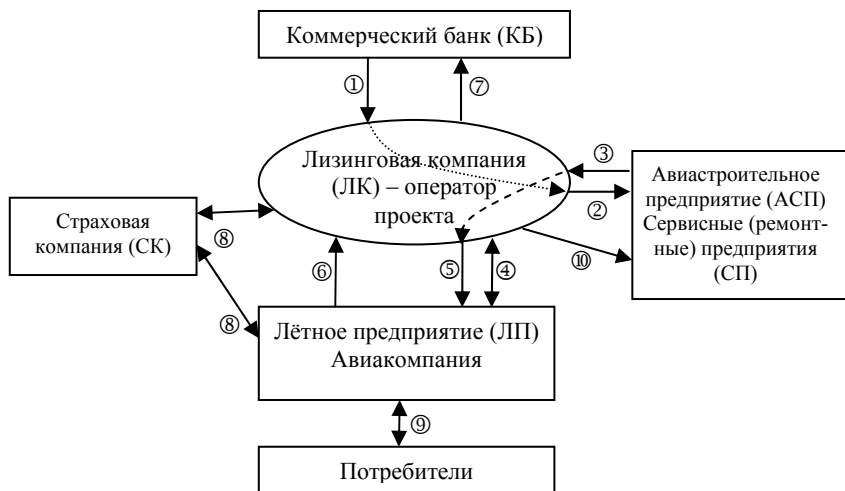 Коммерческий банк (КБ)
①
⑦
Лизинговая компания
(ЛК) – оператор
проекта
③
②
Авиастроительное
предприятие (АСП)
Сервисные (ремонт-
ные) предприятия
(СП)
Страховая
компания (СК)
⑧
⑥
⑤
④
⑩
⑧
Лётное предприятие (ЛП)
Авиакомпания
⑨
Потребители